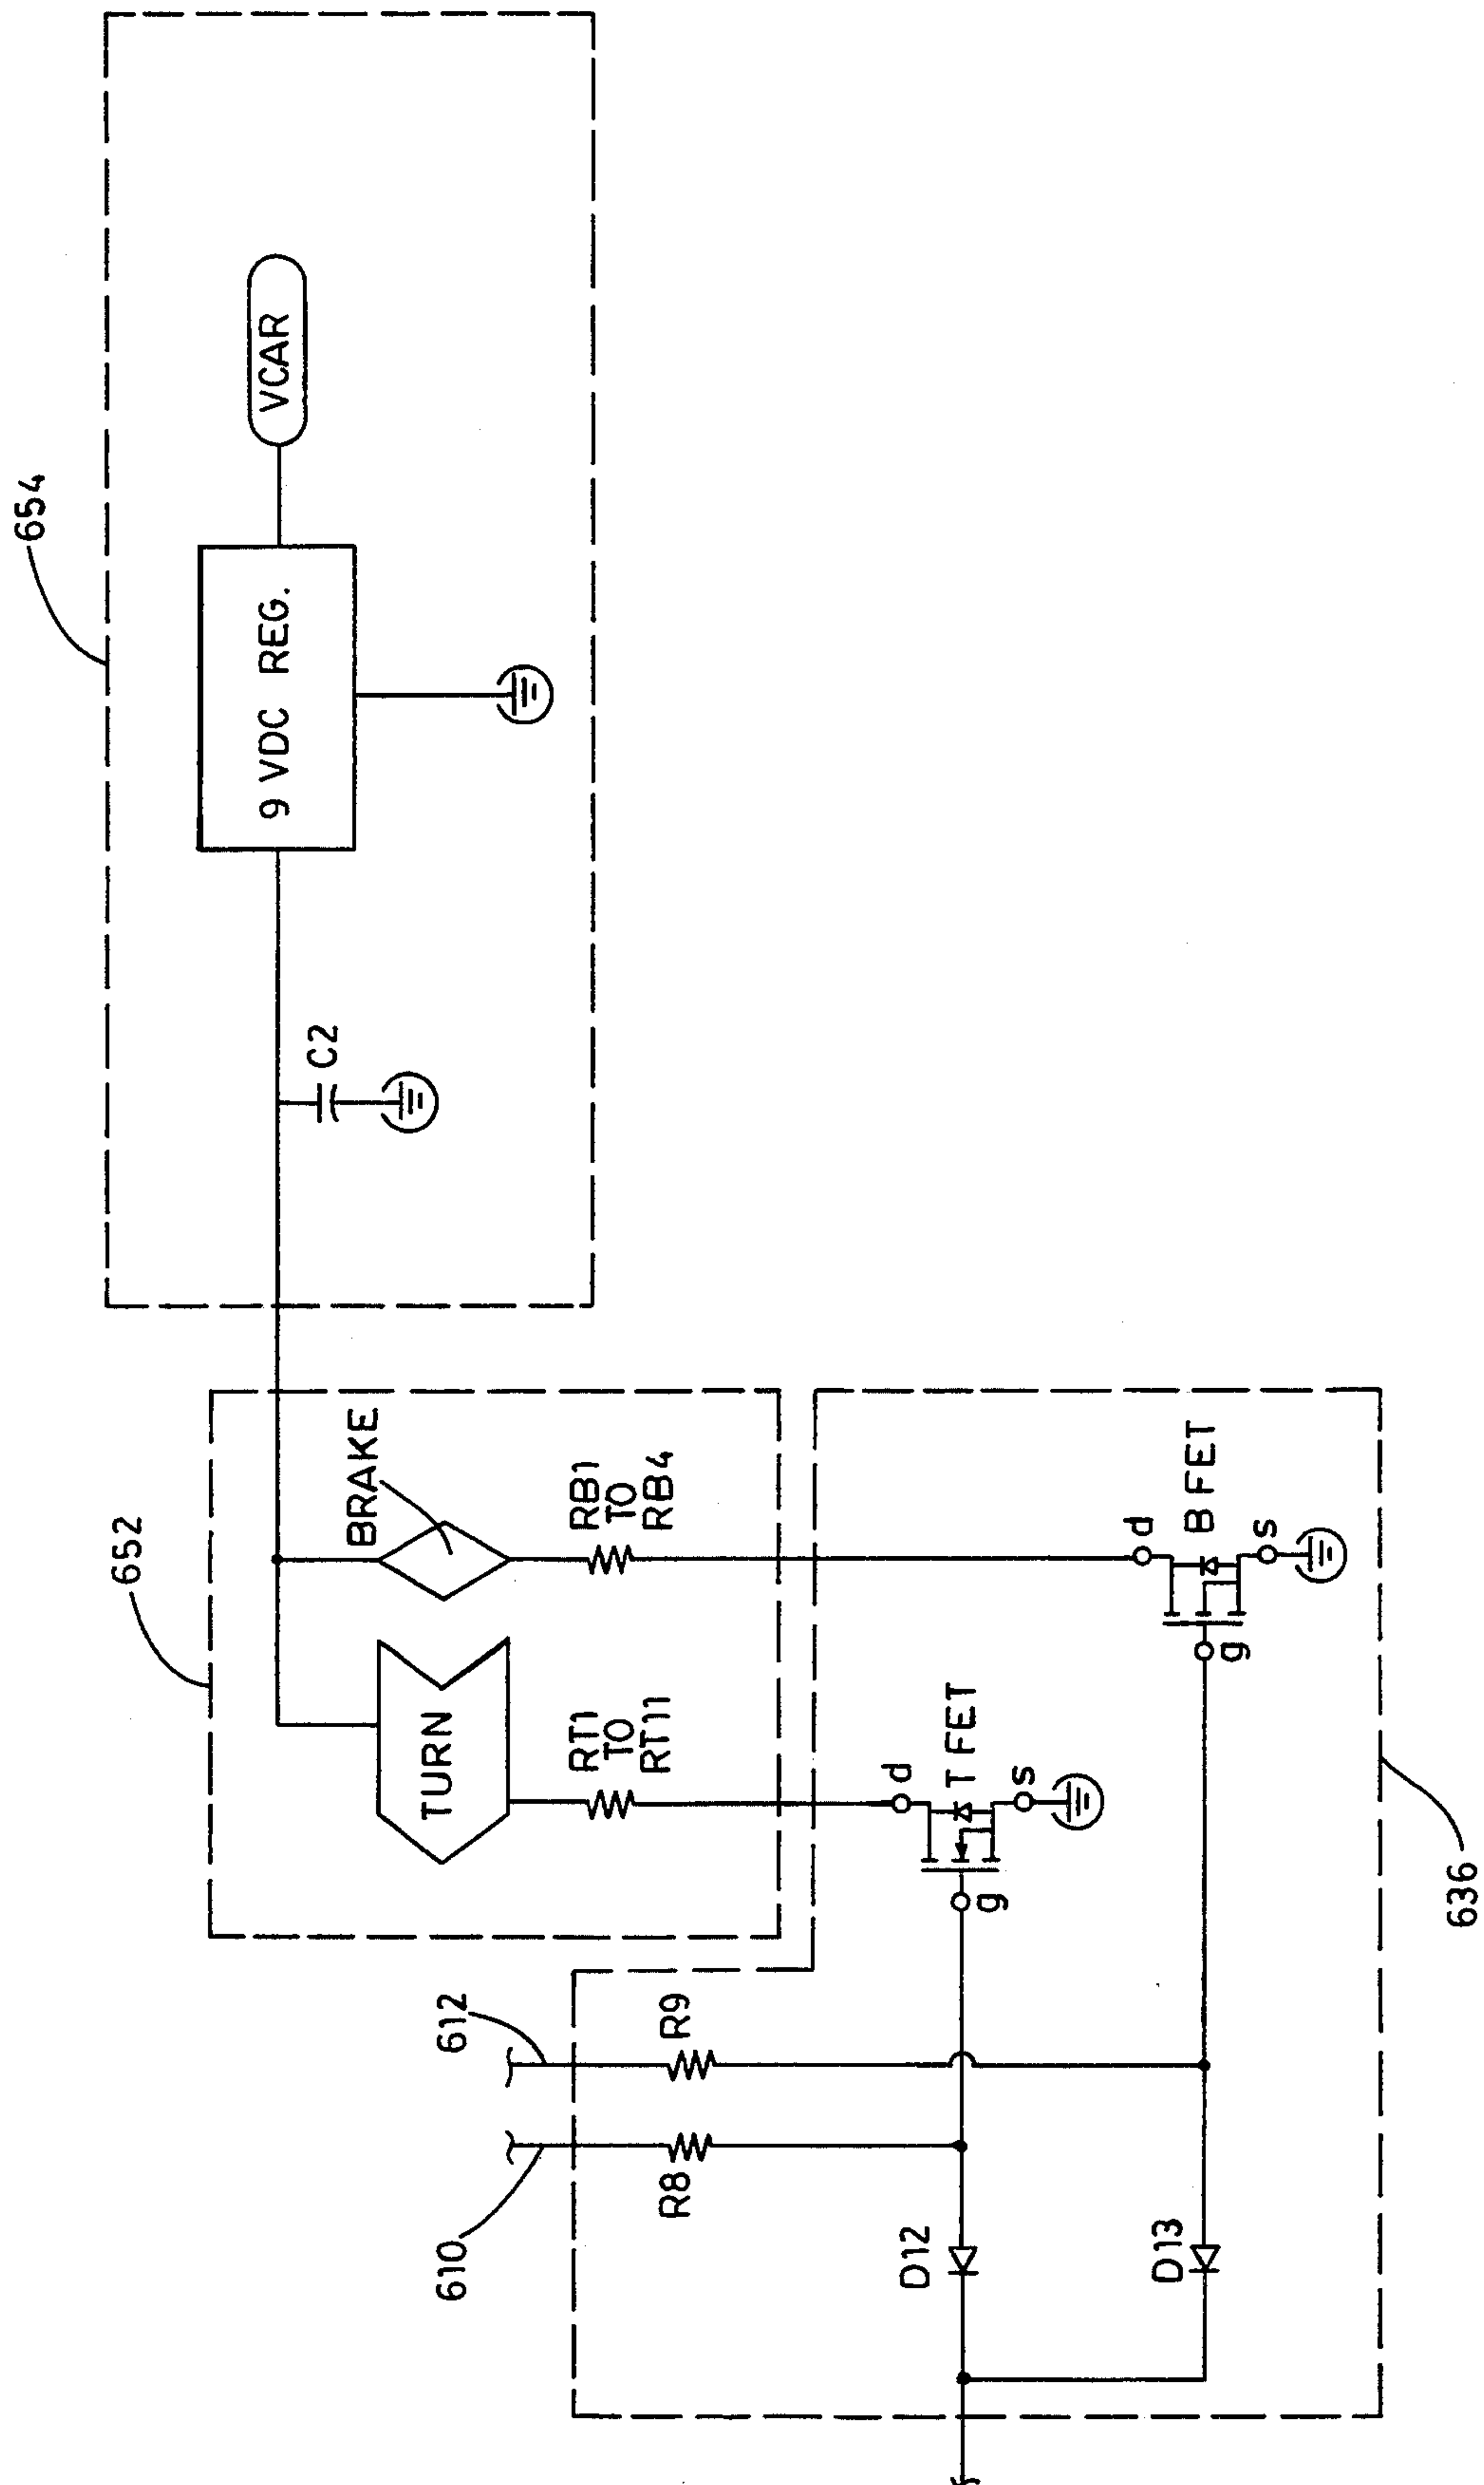 654
VCAR
9 VDC REG.
C2
652
BRAKE
RB1
TO
RB4
TURN
RT1
TO
RT11
d
B FET
s
g
d
T FET
s
g
636
612
R9
610
R8
D12
D13